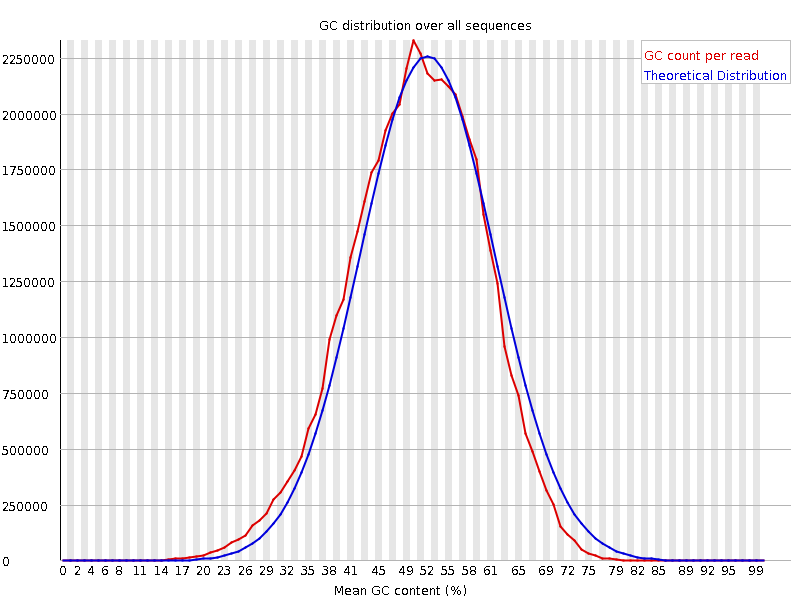 GC distribution over all sequences
GC count per read
Theoretical Distribution
2250000
2000000
1750000
1500000
1250000
1000000
750000
500000
250000
0
0 2 4 6 8 11 14 17 20 23 26 29 32 35 38 41 45 49 52 55 58 61 65 69 72 75 79 82 85 89 92 95 99
Mean GC content (%)